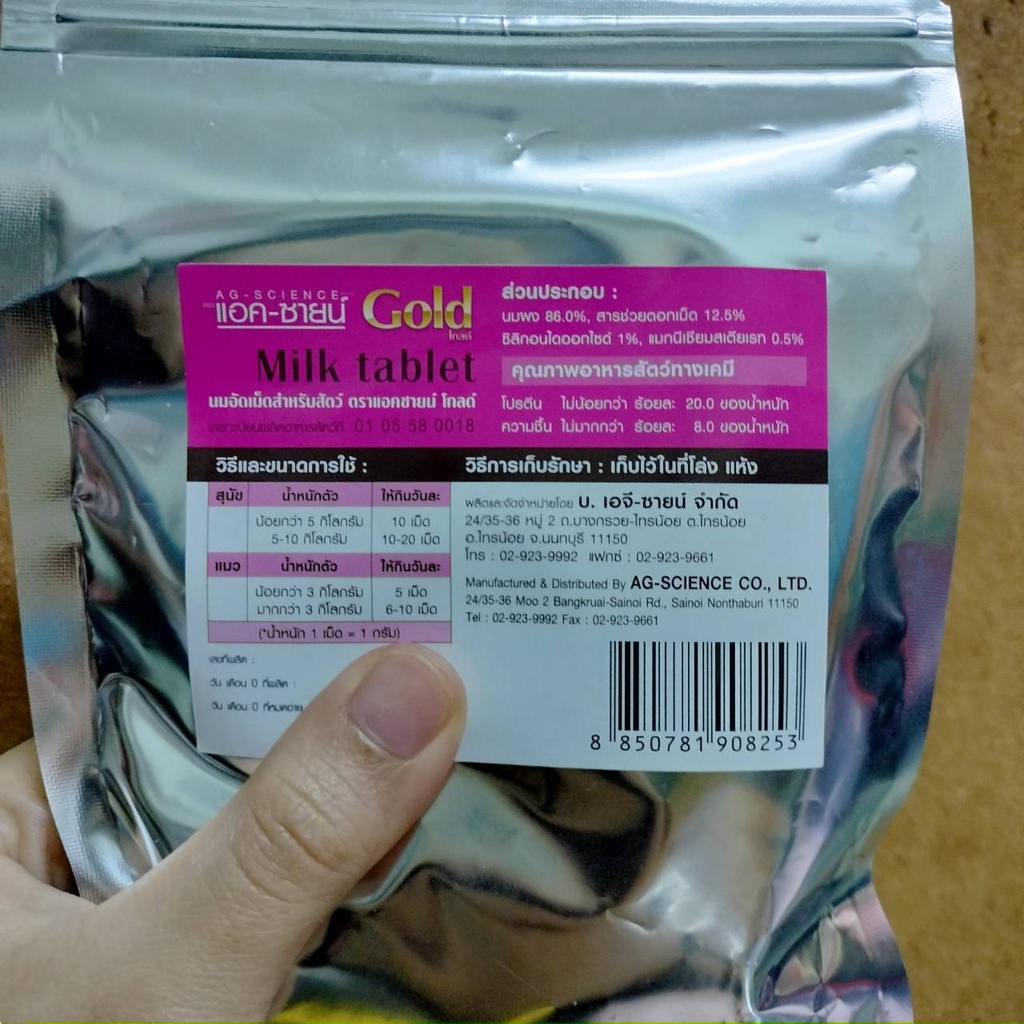 AG-SCIENCE
แอค-ซายน์ Gold
โกลด์
Milk tablet
นมอัดเม็ดสำหรับสัตว์ ตราแอคซายน์ โกลด์
เลขทะเบียนผลิตอาหารสัตว์ที่ 01 05 58 0018
ส่วนประกอบ :
นมผง 86.0%, สารช่วยตอกเม็ด 12.5%
ซิลิกอนไดออกไซด์ 1%, แมกนีเซียมสเตียเรท 0.5%
คุณภาพอาหารสัตว์ทางเคมี
โปรตีน ไม่น้อยกว่า ร้อยละ 20.0 ของน้ำหนัก
ความชื้น ไม่มากกว่า ร้อยละ 8.0 ของน้ำหนัก
วิธีและขนาดการใช้ :
สุนัข น้ำหนักตัว ให้กินวันละ
น้อยกว่า 5 กิโลกรัม 10 เม็ด
5-10 กิโลกรัม 10-20 เม็ด
แมว น้ำหนักตัว ให้กินวันละ
น้อยกว่า 3 กิโลกรัม 5 เม็ด
มากกว่า 3 กิโลกรัม 6-10 เม็ด
(*น้ำหนัก 1 เม็ด = 1 กรัม)
เลขที่ผลิต :
วัน เดือน ปี ที่ผลิต :
วัน เดือน ปี ที่หมดอายุ
วิธีการเก็บรักษา : เก็บไว้ในที่โล่ง แห้ง
ผลิตและจัดจำหน่ายโดย บ. เอจี-ซายน์ จำกัด
24/35-36 หมู่ 2 ถ.บางกรวย-ไทรน้อย ต.ไทรน้อย
อ.ไทรน้อย จ.นนทบุรี 11150
โทร : 02-923-9992 แฟกซ์ : 02-923-9661
Manufactured & Distributed By AG-SCIENCE CO., LTD.
24/35-36 Moo 2 Bangkruai-Sainoi Rd., Sainoi Nonthaburi 11150
Tel : 02-923-9992 Fax : 02-923-9661
8 850781 908253